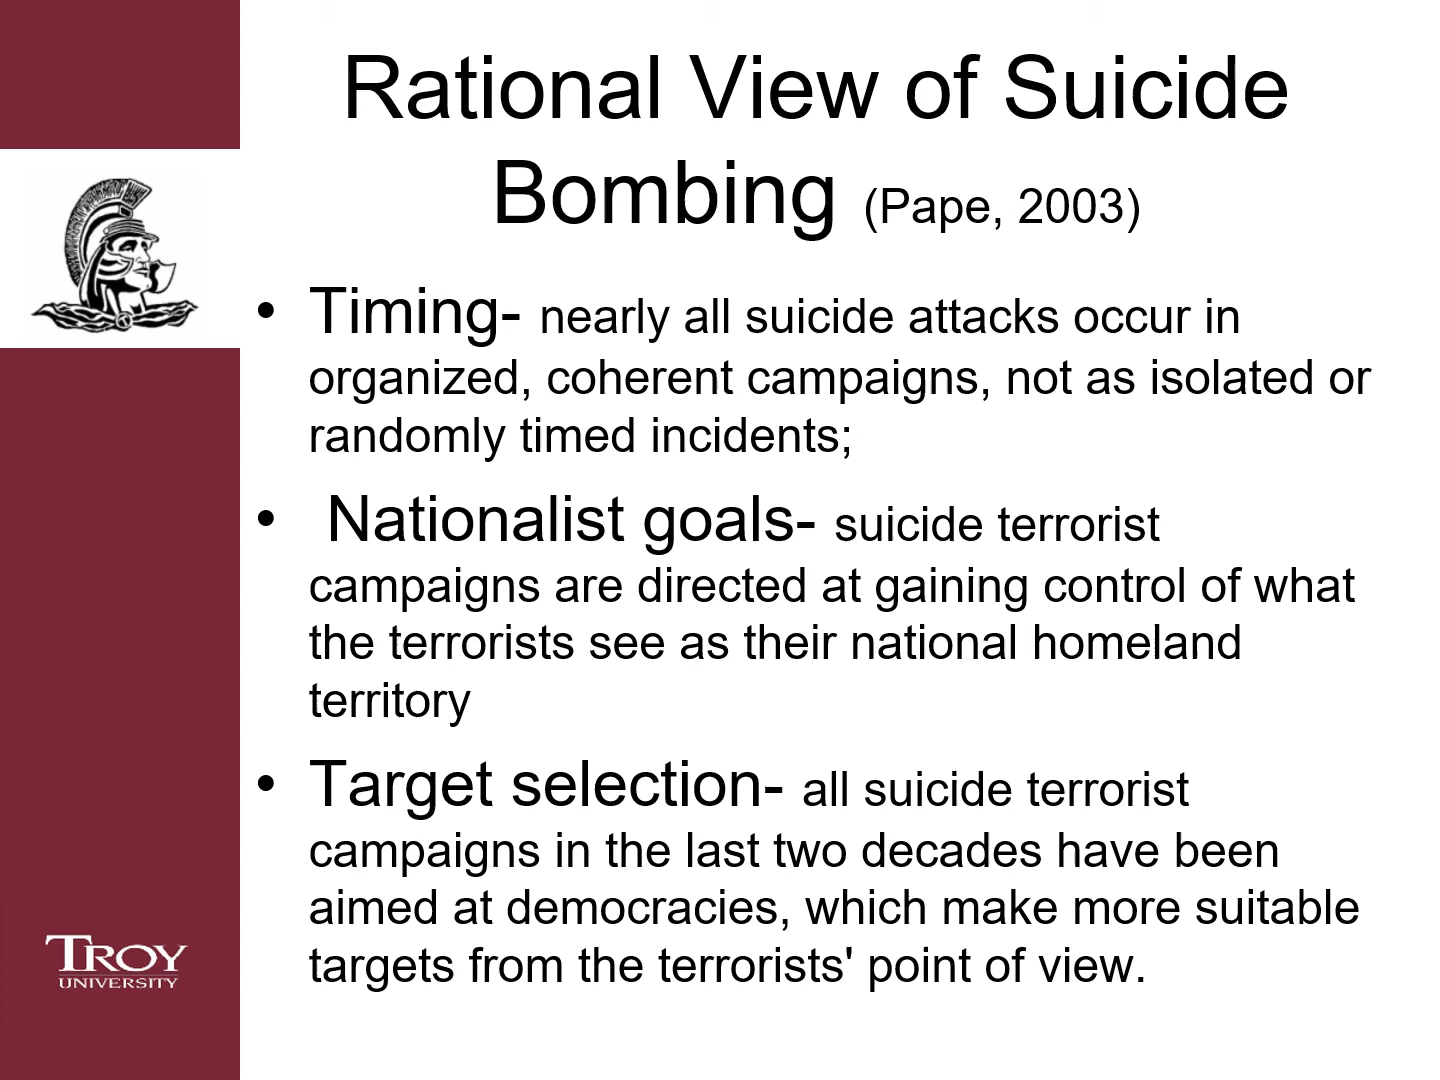 Rational View of Suicide
Bombing (Pape, 2003)
• Timing- nearly all suicide attacks occur in
organized, coherent campaigns, not as isolated or
randomly timed incidents;
• Nationalist goals- suicide terrorist
campaigns are directed at gaining control of what
the terrorists see as their national homeland
territory
• Target selection- all suicide terrorist
campaigns in the last two decades have been
aimed at democracies, which make more suitable
targets from the terrorists' point of view.
TROY
UNIVERSITY